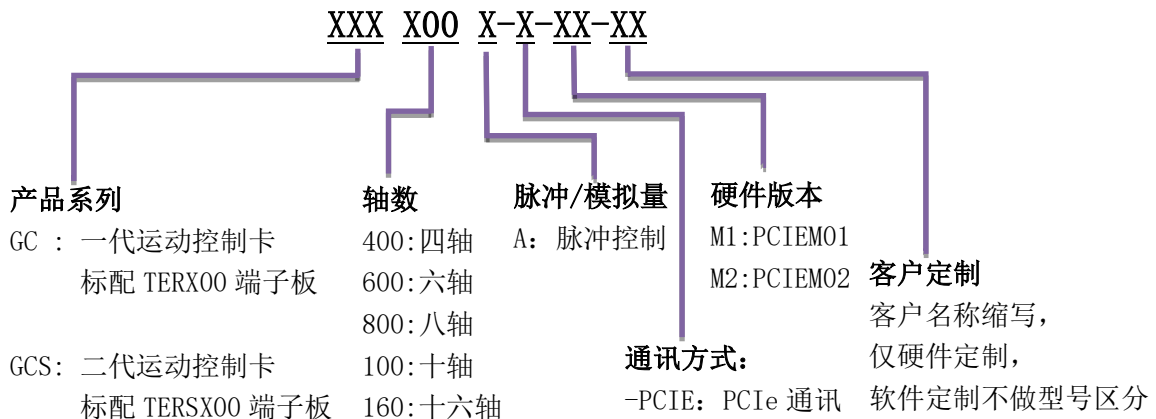 XXX X00 X-X-XX-XX
产品系列
GC : 一代运动控制卡
标配 TERX00 端子板
GCS: 二代运动控制卡
标配 TERSX00 端子板
轴数
400:四轴
600:六轴
800:八轴
100:十轴
160:十六轴
脉冲/模拟量
A: 脉冲控制
通讯方式:
-PCIE: PCIe 通讯
硬件版本
M1:PCIEM01
M2:PCIEM02
客户定制
客户名称缩写,
仅硬件定制,
软件定制不做型号区分